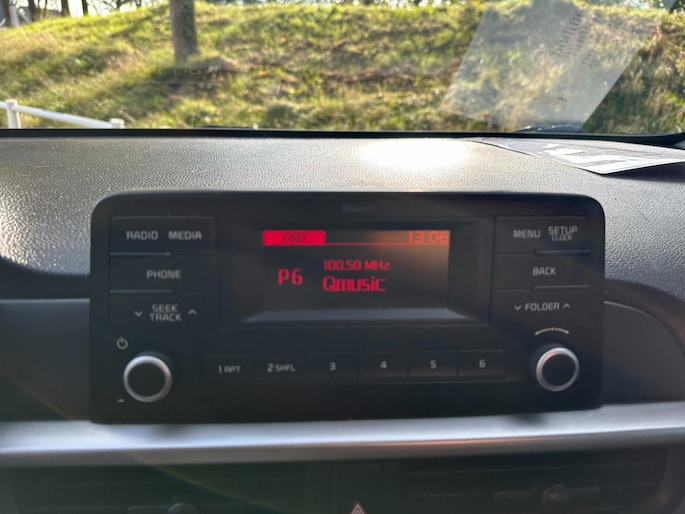 RADIO MEDIA
PHONE
SEEK
TRACK
13:06
P6
100.50 MHz
Qmusic
MENU SETUP
CLOCK
BACK
FOLDER
1 RPT
2 SHFL
3
4
5
6